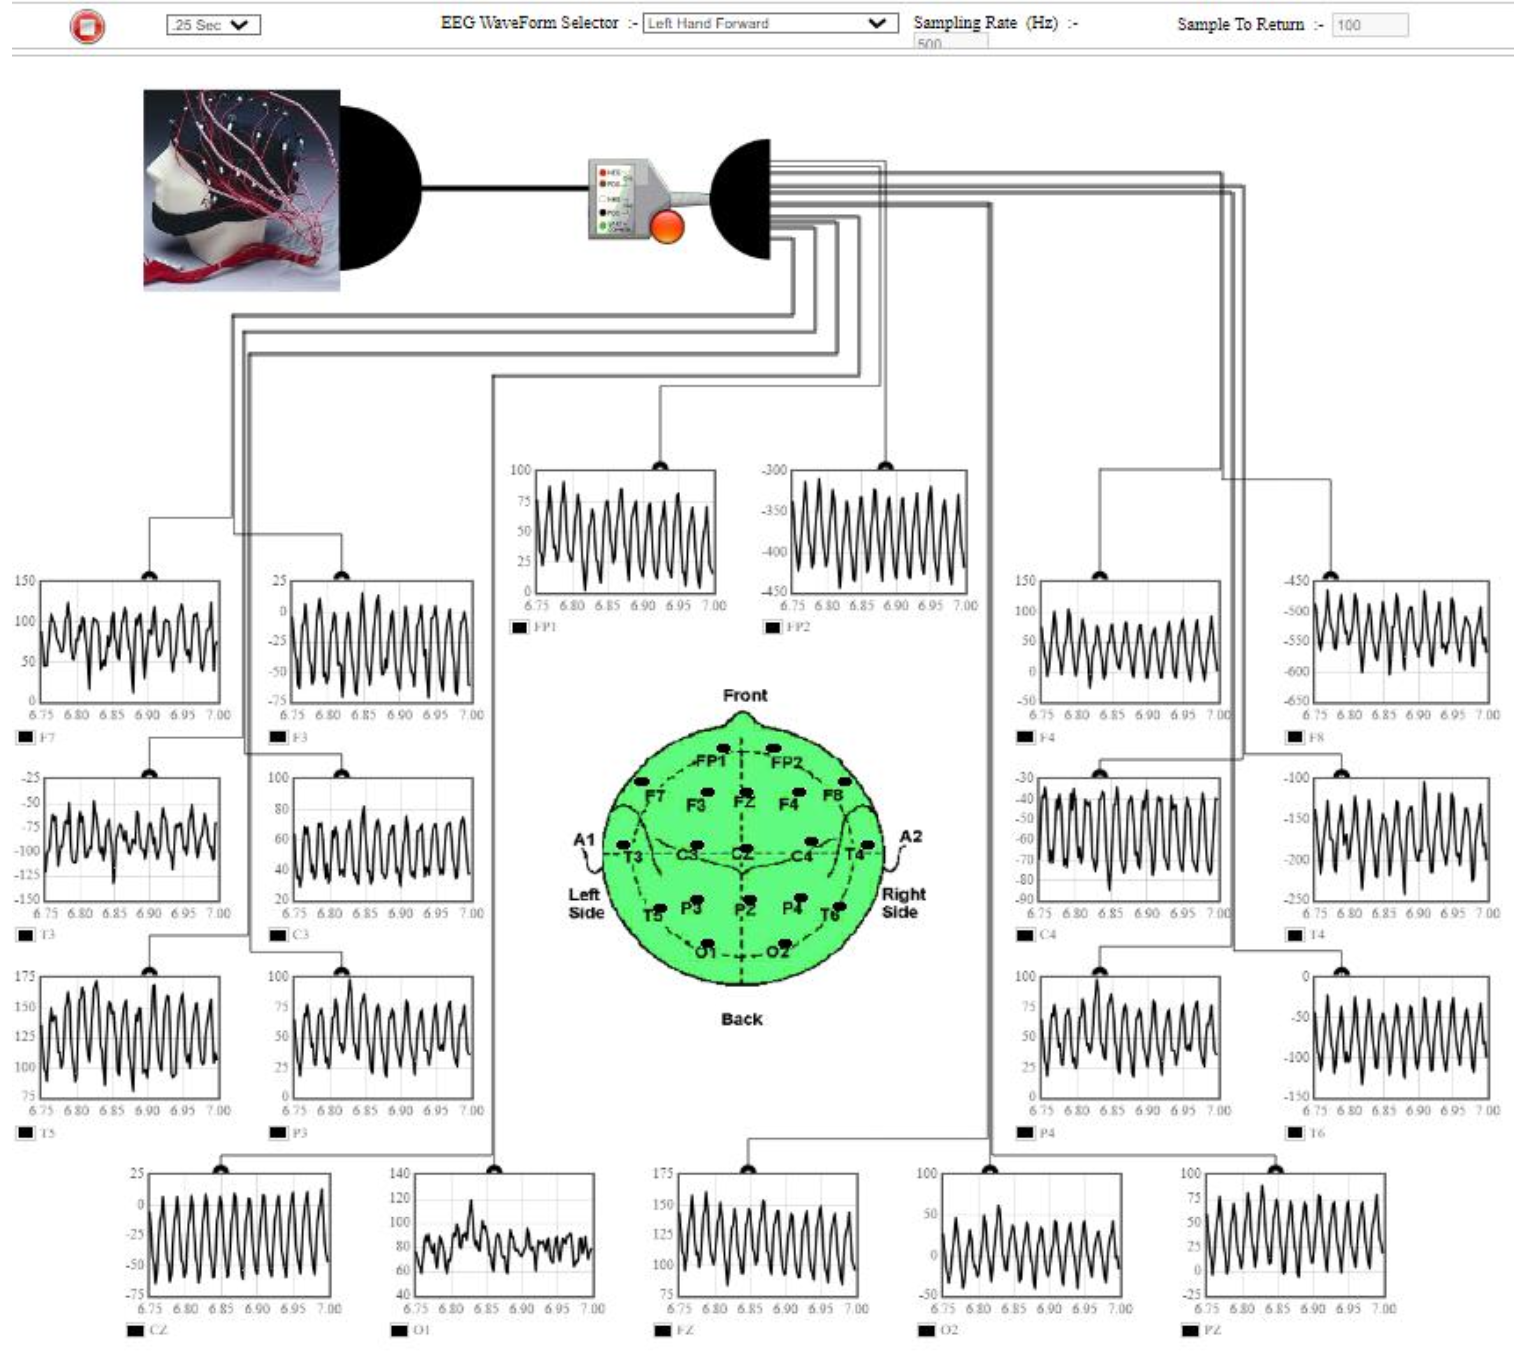 .25 Sec
EEG WaveForm Selector :- Left Hand Forward
Sampling Rate (Hz) :-
500
Sample To Return :- 100
NEG
POS
100
75
50
25
0
6.75 6.80 6.85 6.90 6.95 7.00
FP1
-300
-350
-400
-450
6.75 6.80 6.85 6.90 6.95 7.00
FP2
150
100
50
0
6.75 6.80 6.85 6.90 6.95 7.00
F7
25
0
-25
-50
-75
6.75 6.80 6.85 6.90 6.95 7.00
F3
150
100
50
0
-50
6.75 6.80 6.85 6.90 6.95 7.00
F4
-450
-500
-550
-600
-650
6.75 6.80 6.85 6.90 6.95 7.00
F8
Front
FP1 FP2
F7 F3 FZ F4 F8
A1 A2
T3 C3 CZ C4 T4
Left
Side
Right
Side
T5 P3 PZ P4 T6
O1 O2
Back
-25
-50
-75
-100
-125
-150
6.75 6.80 6.85 6.90 6.95 7.00
T3
100
80
60
40
20
6.75 6.80 6.85 6.90 6.95 7.00
C3
-30
-40
-50
-60
-70
-80
-90
6.75 6.80 6.85 6.90 6.95 7.00
C4
-100
-150
-200
-250
6.75 6.80 6.85 6.90 6.95 7.00
T4
175
150
125
100
75
6.75 6.80 6.85 6.90 6.95 7.00
T5
100
75
50
25
0
6.75 6.80 6.85 6.90 6.95 7.00
P3
100
75
50
25
0
6.75 6.80 6.85 6.90 6.95 7.00
P4
0
-50
-100
-150
6.75 6.80 6.85 6.90 6.95 7.00
T6
25
0
-25
-50
-75
6.75 6.80 6.85 6.90 6.95 7.00
CZ
140
120
100
80
60
40
6.75 6.80 6.85 6.90 6.95 7.00
O1
175
150
125
100
75
6.75 6.80 6.85 6.90 6.95 7.00
FZ
100
50
0
-50
6.75 6.80 6.85 6.90 6.95 7.00
O2
100
75
50
25
0
-25
6.75 6.80 6.85 6.90 6.95 7.00
PZ